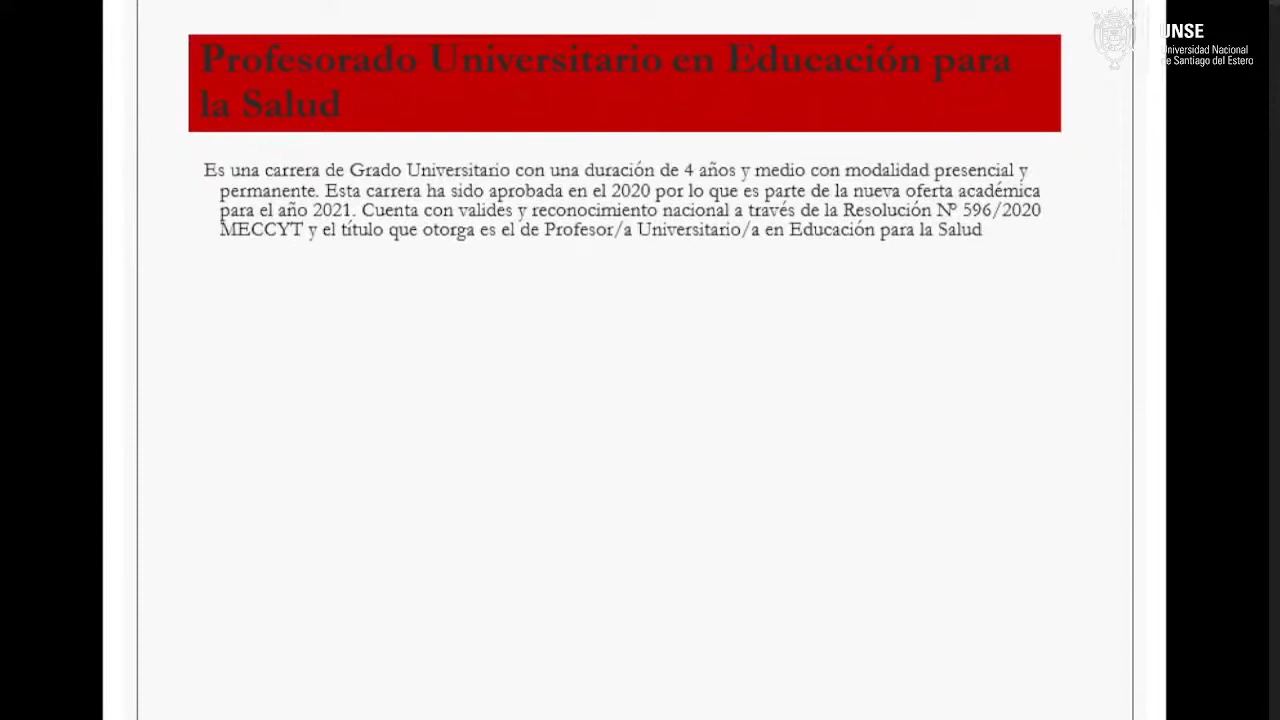 Profesorado Universitario en Educación para
la Salud
UNSE
Universidad Nacional
de Santiago del Estero
Es una carrera de Grado Universitario con una duración de 4 años y medio con modalidad presencial y
permanente. Esta carrera ha sido aprobada en el 2020 por lo que es parte de la nueva oferta académica
para el año 2021. Cuenta con valides y reconocimiento nacional a través de la Resolución Nº 596/2020
MECCYT y el título que otorga es el de Profesor/a Universitario/a en Educación para la Salud